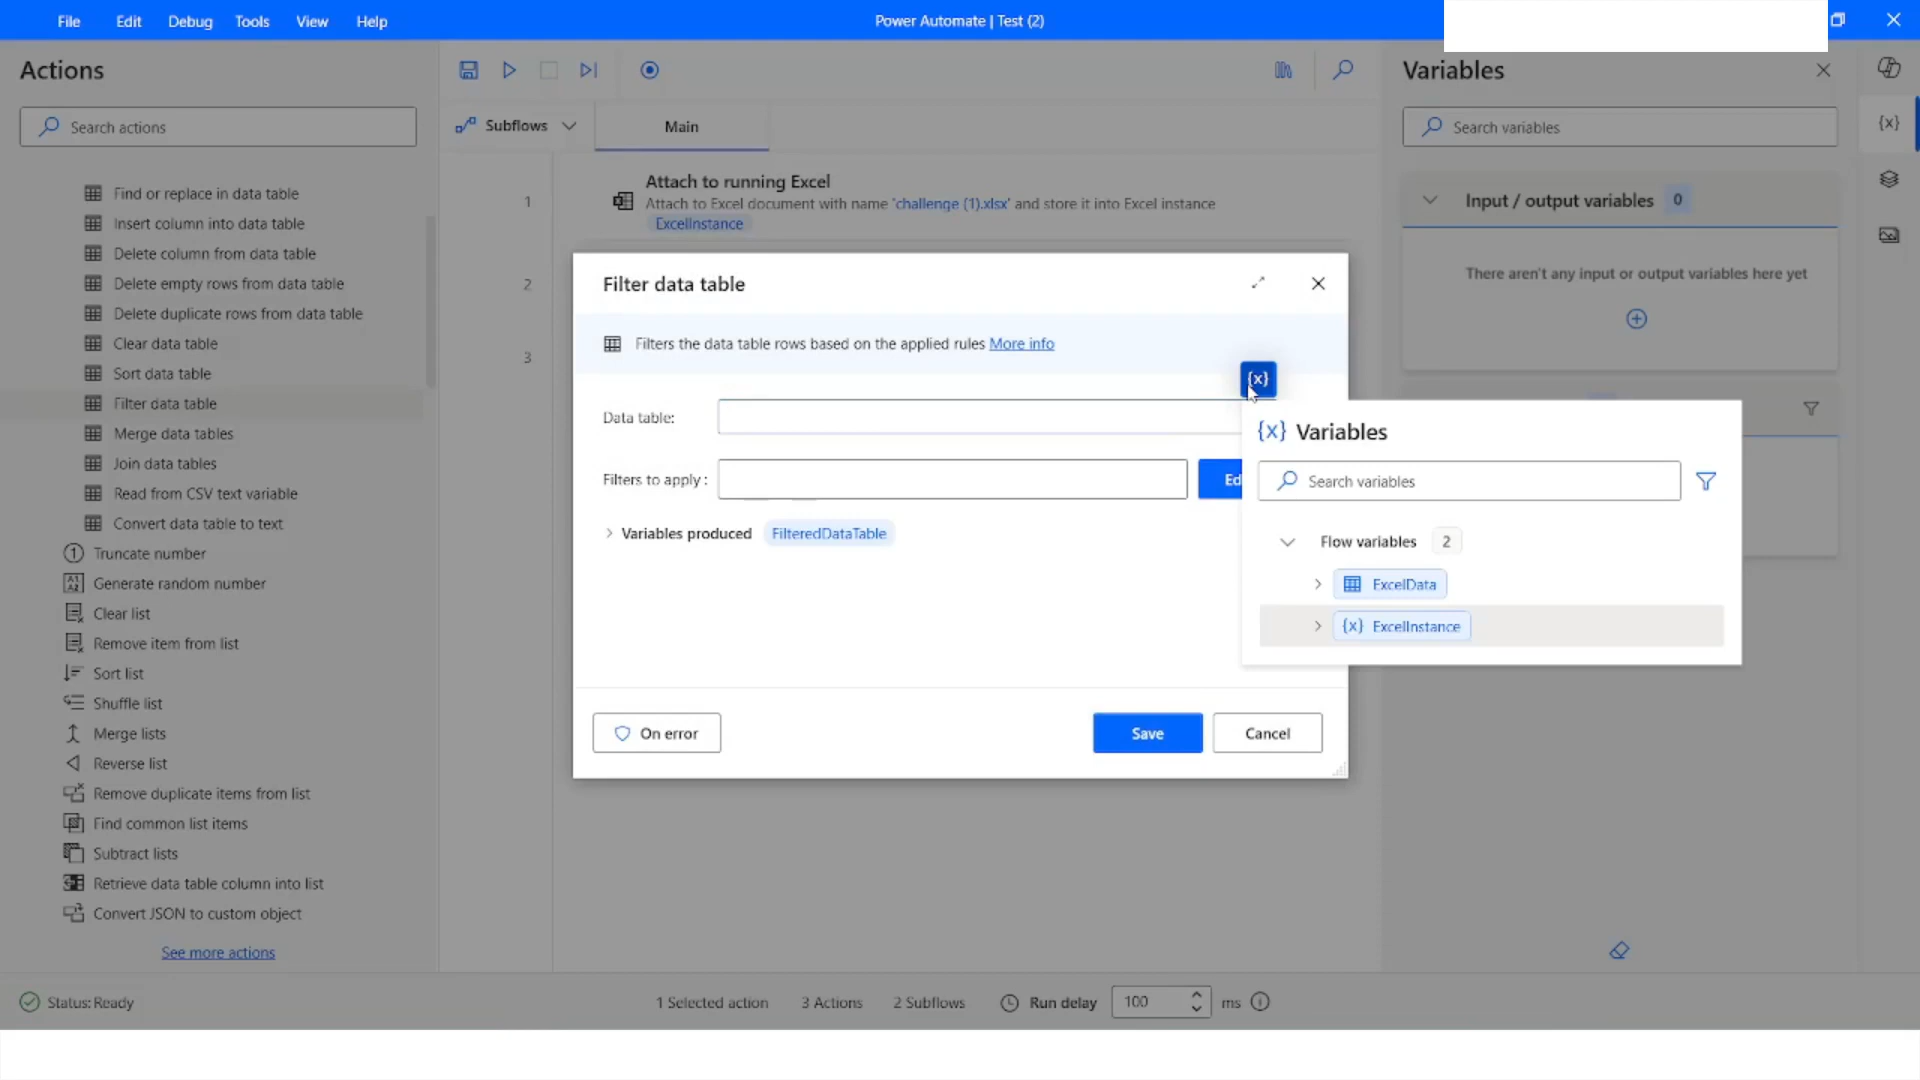 File Edit Debug Tools View Help
Power Automate | Test (2)
Actions
Search actions
Find or replace in data table
Insert column into data table
Delete column from data table
Delete empty rows from data table
Delete duplicate rows from data table
Clear data table
Sort data table
Filter data table
Merge data tables
Join data tables
Read from CSV text variable
Convert data table to text
Truncate number
Generate random number
Clear list
Remove item from list
Sort list
Shuffle list
Merge lists
Reverse list
Remove duplicate items from list
Find common list items
Subtract lists
Retrieve data table column into list
Convert JSON to custom object
See more actions
Subflows
Main
1
Attach to running Excel
Attach to Excel document with name 'challenge (1).xlsx' and store it into Excel instance
ExcelInstance
2
3
Filter data table
Filters the data table rows based on the applied rules More info
{x}
Data table:
Filters to apply :
Ed
Variables produced FilteredDataTable
On error
Save
Cancel
{x} Variables
Search variables
Flow variables 2
ExcelData
{x} ExcelInstance
Variables
Search variables
{x}
Input / output variables 0
There aren't any input or output variables here yet
Status: Ready
1 Selected action
3 Actions
2 Subflows
Run delay
100
ms